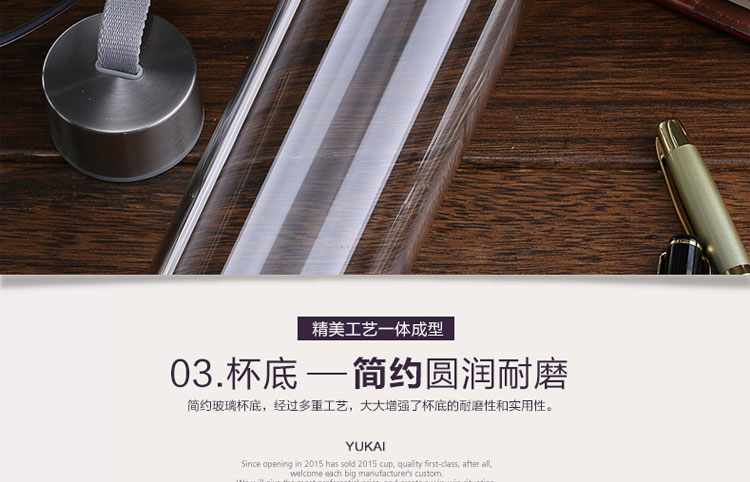 精美工艺一体成型
03.杯底 — 简约圆润耐磨
简约玻璃杯底，经过多重工艺，大大增强了杯底的耐磨性和实用性。
YUKAI
Since opening in 2015 has sold 2015 cup, quality first-class, after all,
welcome each big manufacturer's custom.